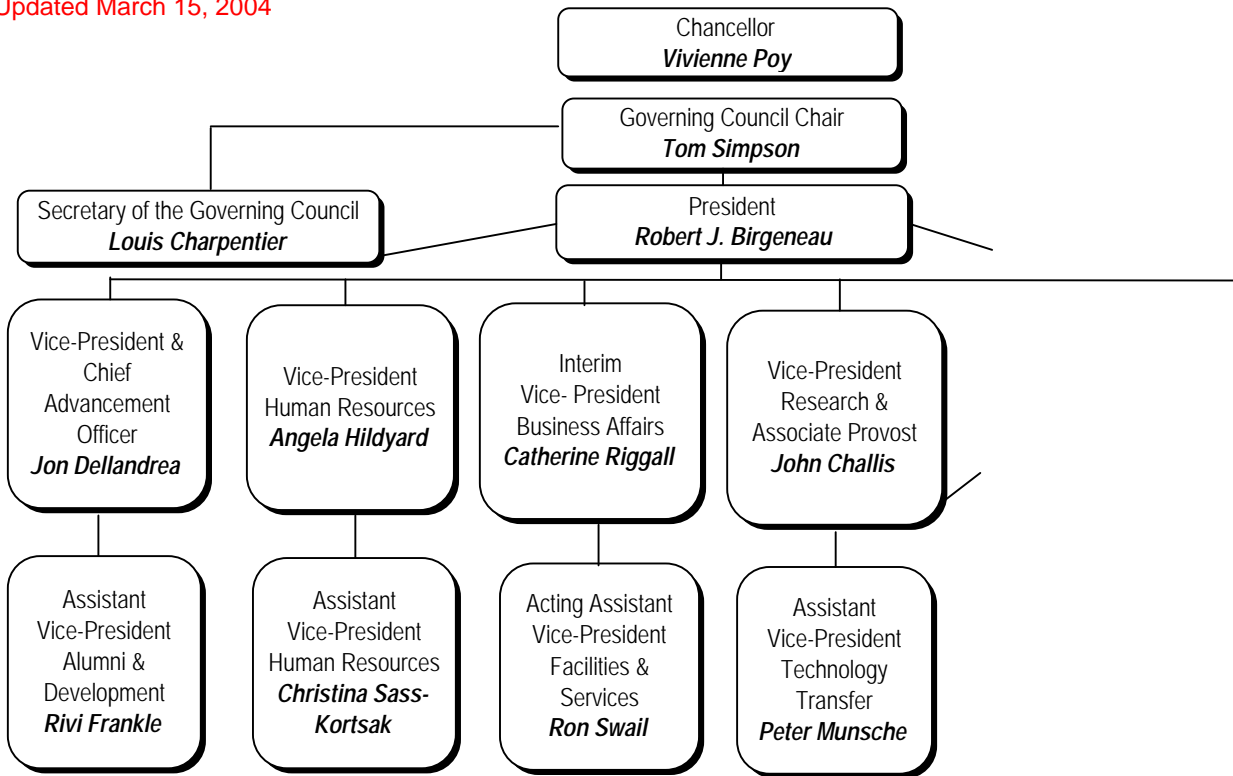 Updated March 15, 2004
Chancellor
Vivienne Poy
Governing Council Chair
Tom Simpson
Secretary of the Governing Council
Louis Charpentier
President
Robert J. Birgeneau
Vice-President &
Chief
Advancement
Officer
Jon Dellandrea
Vice-President
Human Resources
Angela Hildyard
Interim
Vice- President
Business Affairs
Catherine Riggall
Vice-President
Research &
Associate Provost
John Challis
Assistant
Vice-President
Alumni &
Development
Rivi Frankle
Assistant
Vice-President
Human Resources
Christina Sass-
Kortsak
Acting Assistant
Vice-President
Facilities &
Services
Ron Swail
Assistant
Vice-President
Technology
Transfer
Peter Munsche